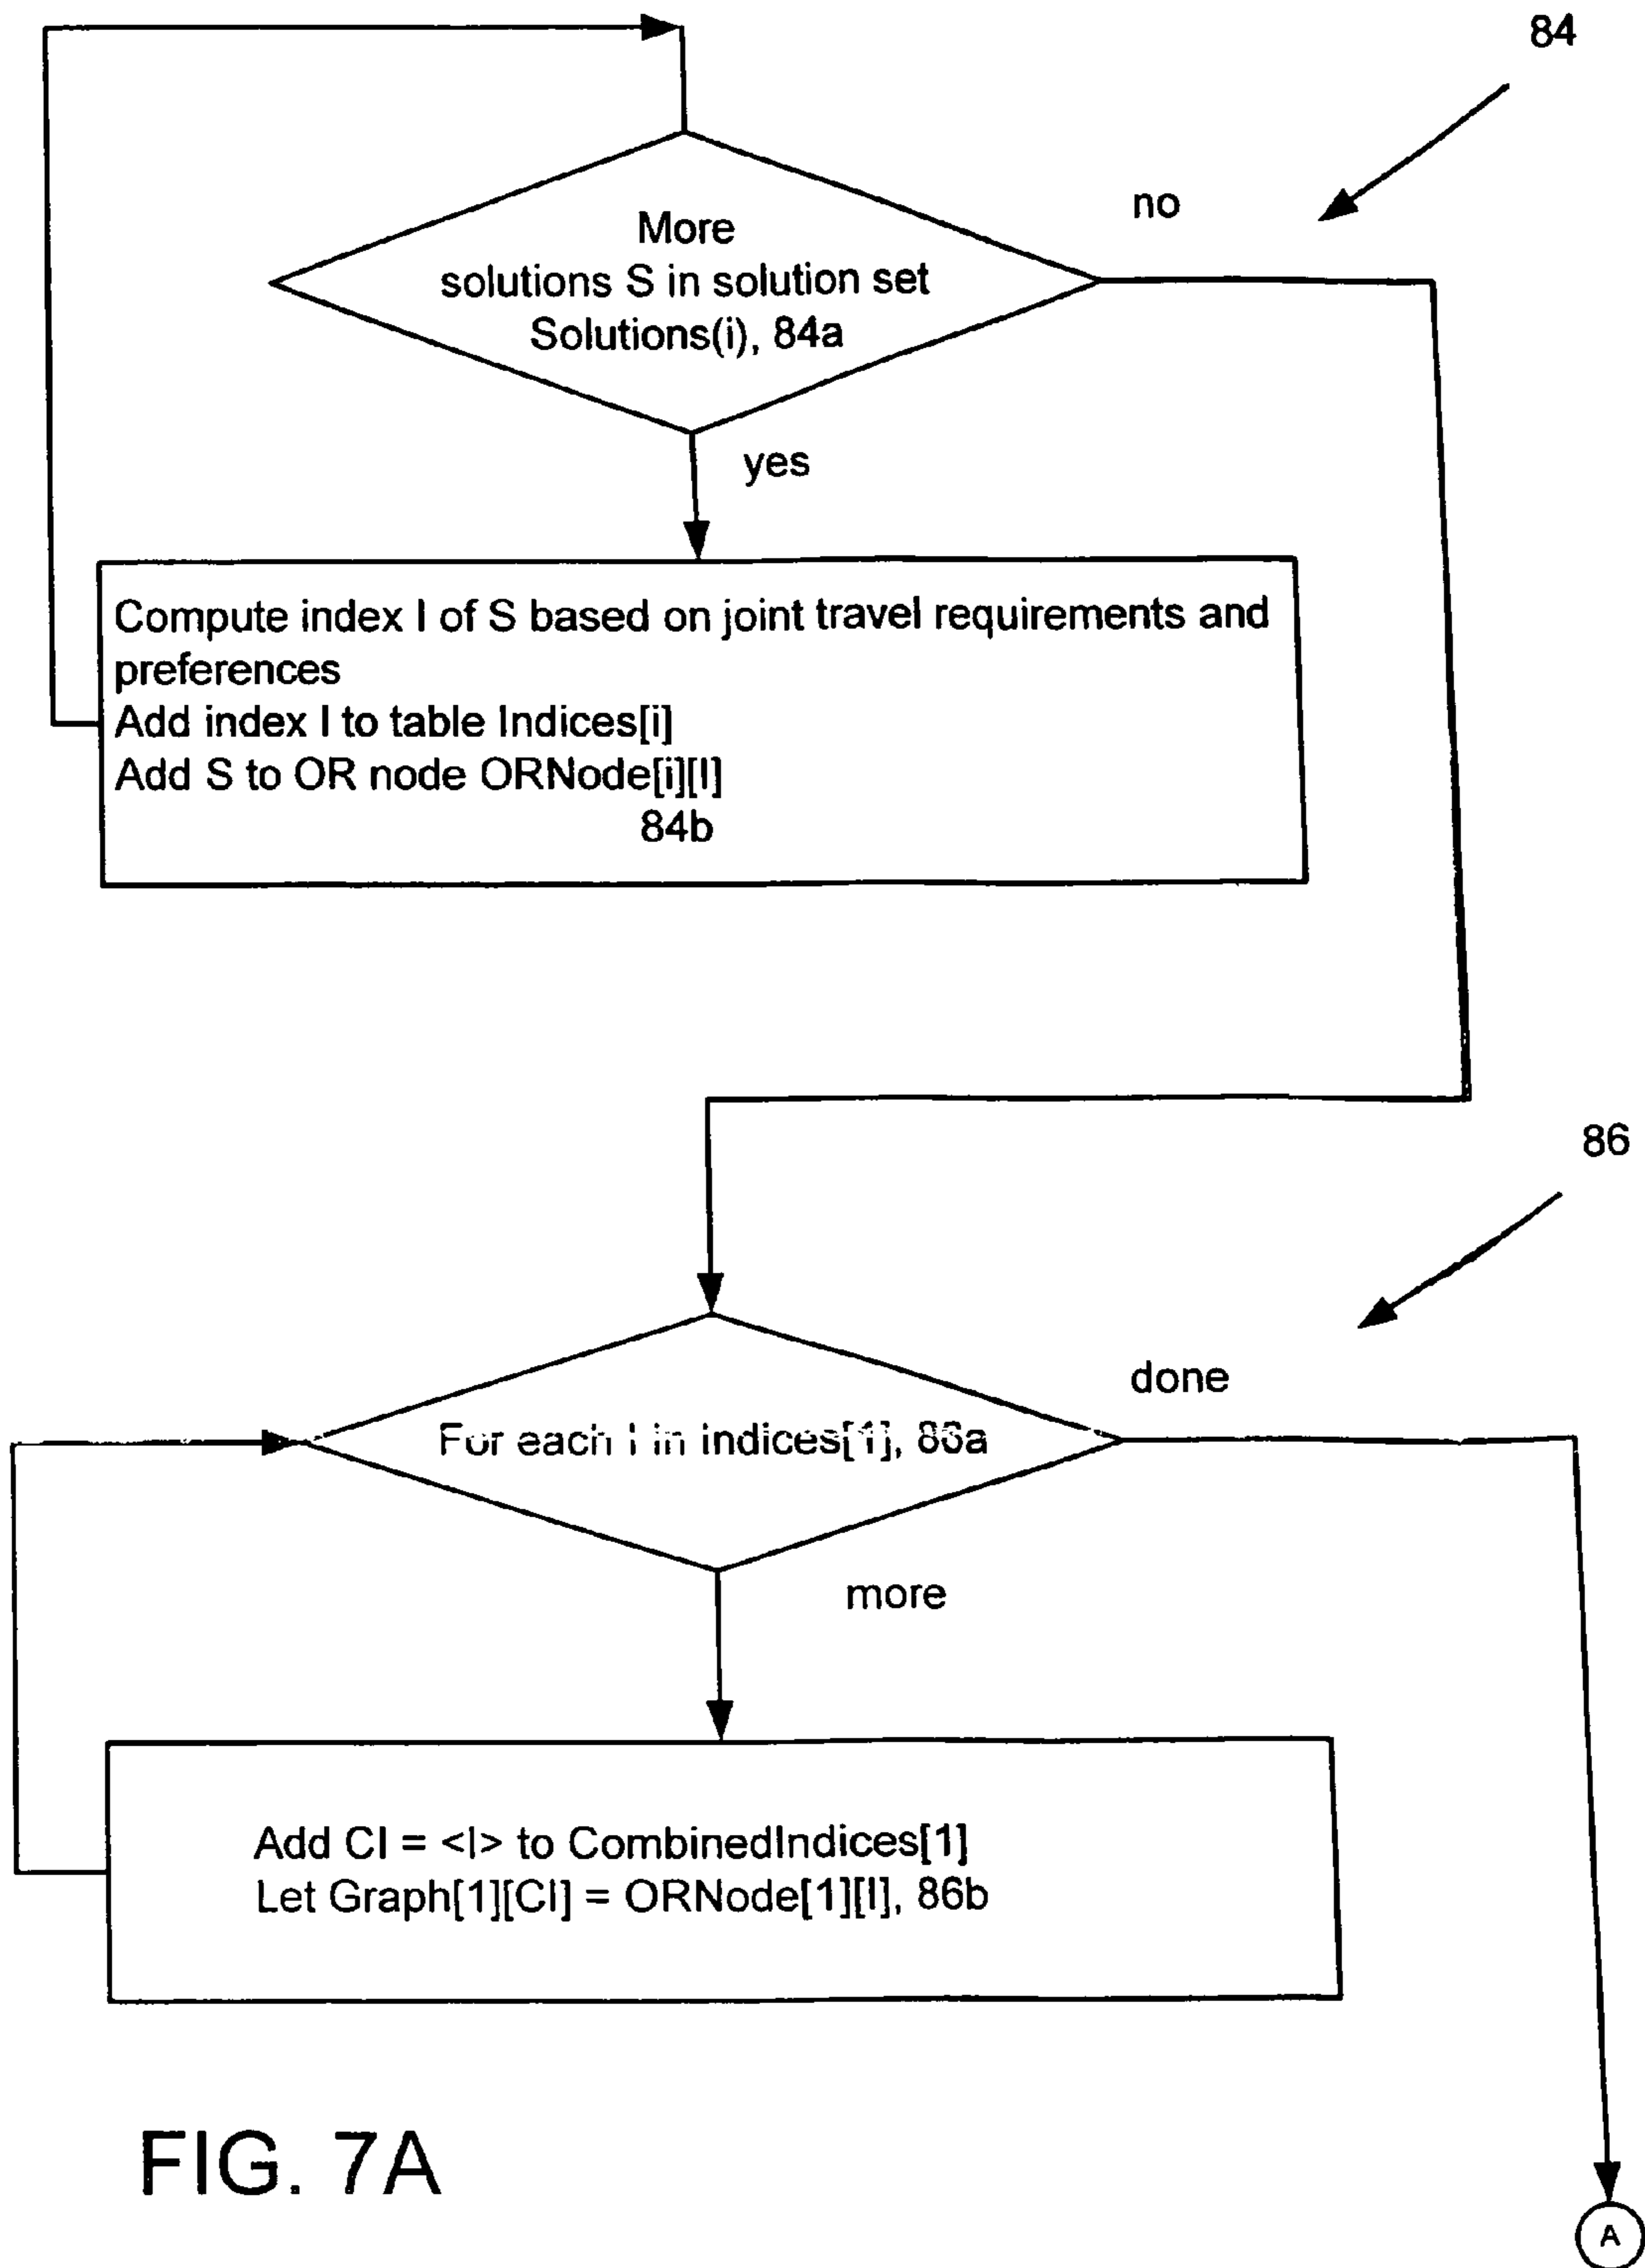 84
no
More
solutions S in solution set
Solutions(i), 84a
yes
Compute index I of S based on joint travel requirements and
preferences
Add index I to table Indices[i]
Add S to OR node ORNode[i][I]
84b
86
done
For each I in indices[1], 86a
more
Add CI = <I> to CombinedIndices[1]
Let Graph[1][CI] = ORNode[1][I], 86b
FIG. 7A
A